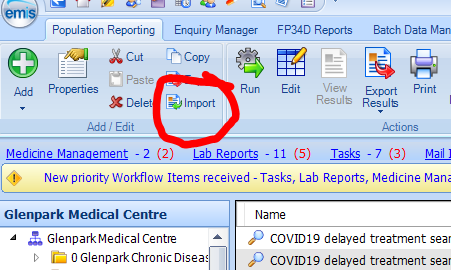 emis
Population Reporting Enquiry Manager FP34D Reports Batch Data Man
Add Properties Cut Copy
Paste
Delete Import
Run Edit View Results Export Results Print
Add / Edit Actions
Medicine Management - 2 (2) Lab Reports - 11 (5) Tasks - 7 (3) Mail I
New priority Workflow Items received - Tasks, Lab Reports, Medicine Mana
Glenpark Medical Centre Name
Glenpark Medical Centre COVID19 delayed treatment sear
0 Glenpark Chronic Diseas COVID19 delayed treatment sear